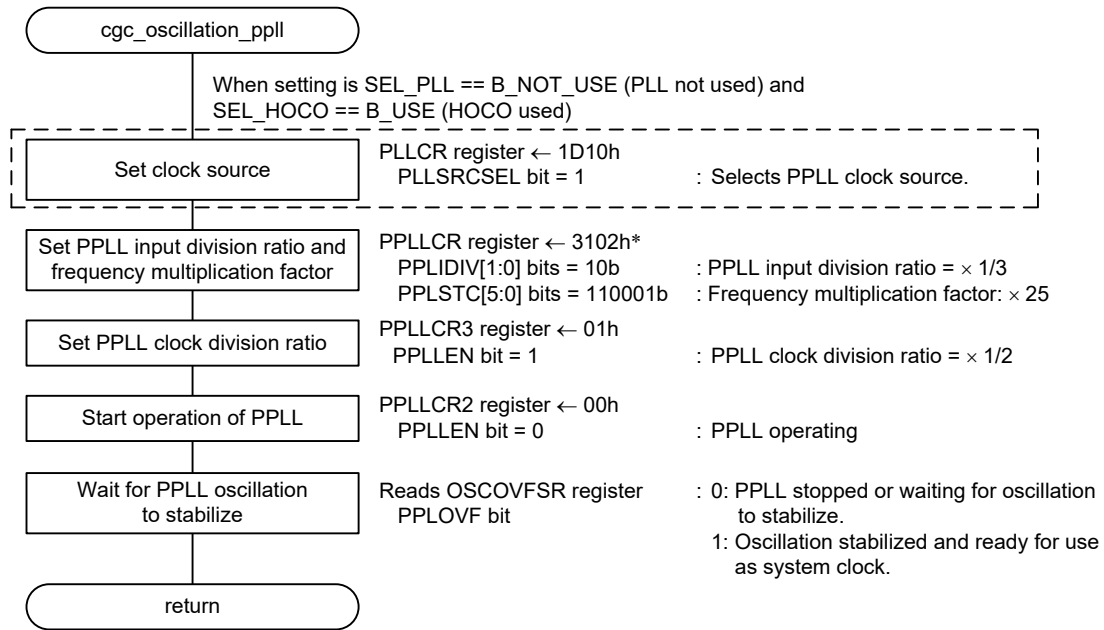 cgc_oscillation_ppll
When setting is SEL_PLL == B_NOT_USE (PLL not used) and
SEL_HOCO == B_USE (HOCO used)
Set clock source
PLLCR register ← 1D10h
PLLSRCSEL bit = 1 : Selects PPLL clock source.
Set PPLL input division ratio and
frequency multiplication factor
PPLLCR register ← 3102h*
PPLIDIV[1:0] bits = 10b : PPLL input division ratio = × 1/3
PPLSTC[5:0] bits = 110001b : Frequency multiplication factor: × 25
Set PPLL clock division ratio
PPLLCR3 register ← 01h
PPLLEN bit = 1 : PPLL clock division ratio = × 1/2
Start operation of PPLL
PPLLCR2 register ← 00h
PPLLEN bit = 0 : PPLL operating
Wait for PPLL oscillation
to stabilize
Reads OSCOVFSR register : 0: PPLL stopped or waiting for oscillation
PPLOVF bit to stabilize.
1: Oscillation stabilized and ready for use
as system clock.
return